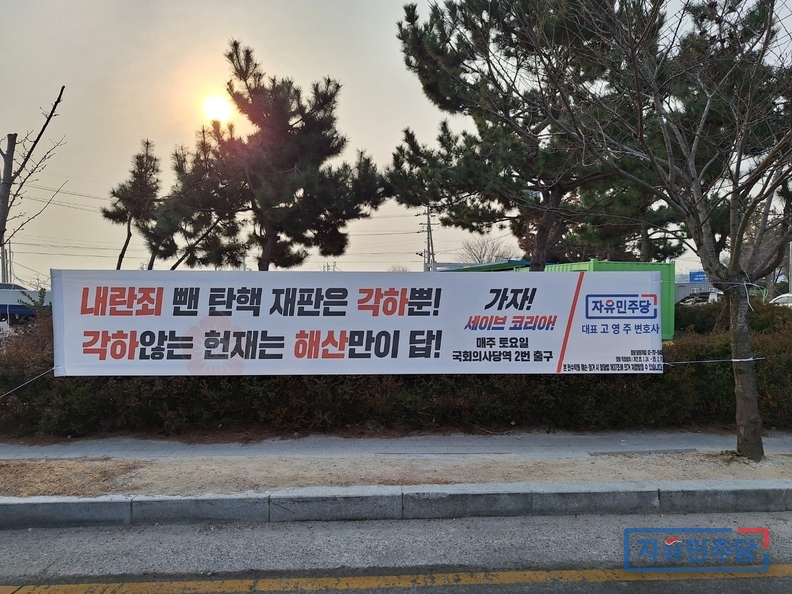 내란죄 뺀 탄핵 재판은 각하뿐!
각하않는 헌재는 해산만이 답!
가자!
세이브 코리아!
매주 토요일
국회의사당역 2번 출구
자유민주당
대표 고 영 주 변호사
자유민주당